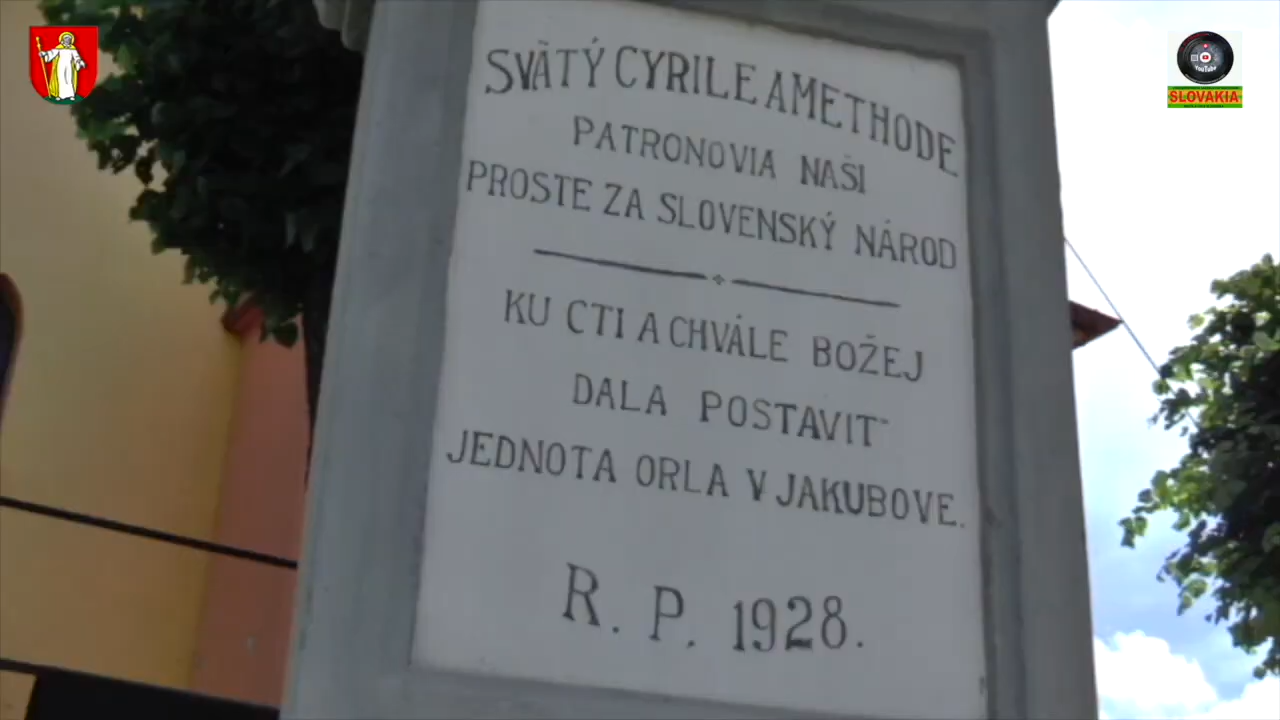 SVÄTÝ CYRILE A METHODE
PATRONOVIA NAŠI
PROSTE ZA SLOVENSKÝ NÁROD
KU CTI A CHVÁLE BOŽEJ
DALA POSTAVIŤ
JEDNOTA ORLA V JAKUBOVE.
R. P. 1928.
YouTube
SLOVAKIA